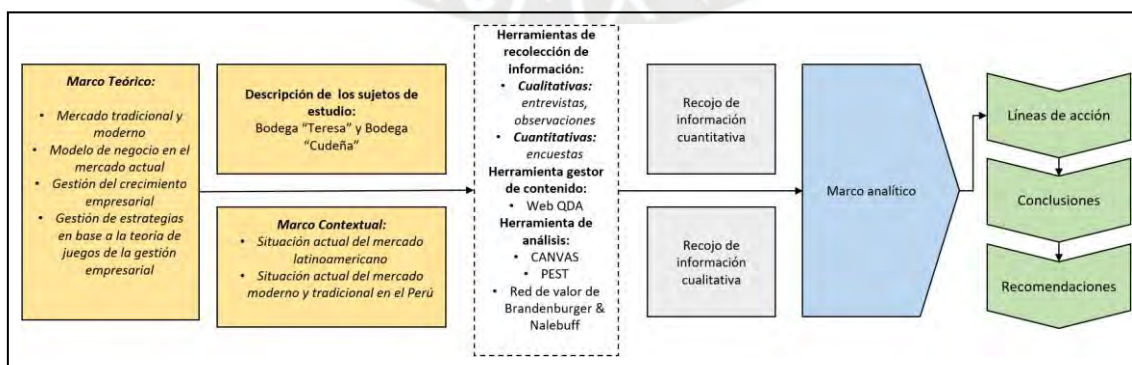 Marco Teórico:
• Mercado tradicional y
moderno
• Modelo de negocio en el
mercado actual
• Gestión del crecimiento
empresarial
• Gestión de estrategias
en base a la teoría de
juegos de la gestión
empresarial
Descripción de los sujetos de
estudio:
Bodega “Teresa” y Bodega
“Cudeña”
Marco Contextual:
• Situación actual del mercado
latinoamericano
• Situación actual del mercado
moderno y tradicional en el Perú
Herramientas de
recolección de
información:
• Cualitativas:
entrevistas,
observaciones
• Cuantitativas:
encuestas
Herramienta gestor
de contenido:
• Web QDA
Herramienta de
análisis:
• CANVAS
• PEST
• Red de valor de
Brandenburger &
Nalebuff
Recojo de
información
cuantitativa
Recojo de
información
cualitativa
Marco analítico
Líneas de acción
Conclusiones
Recomendaciones